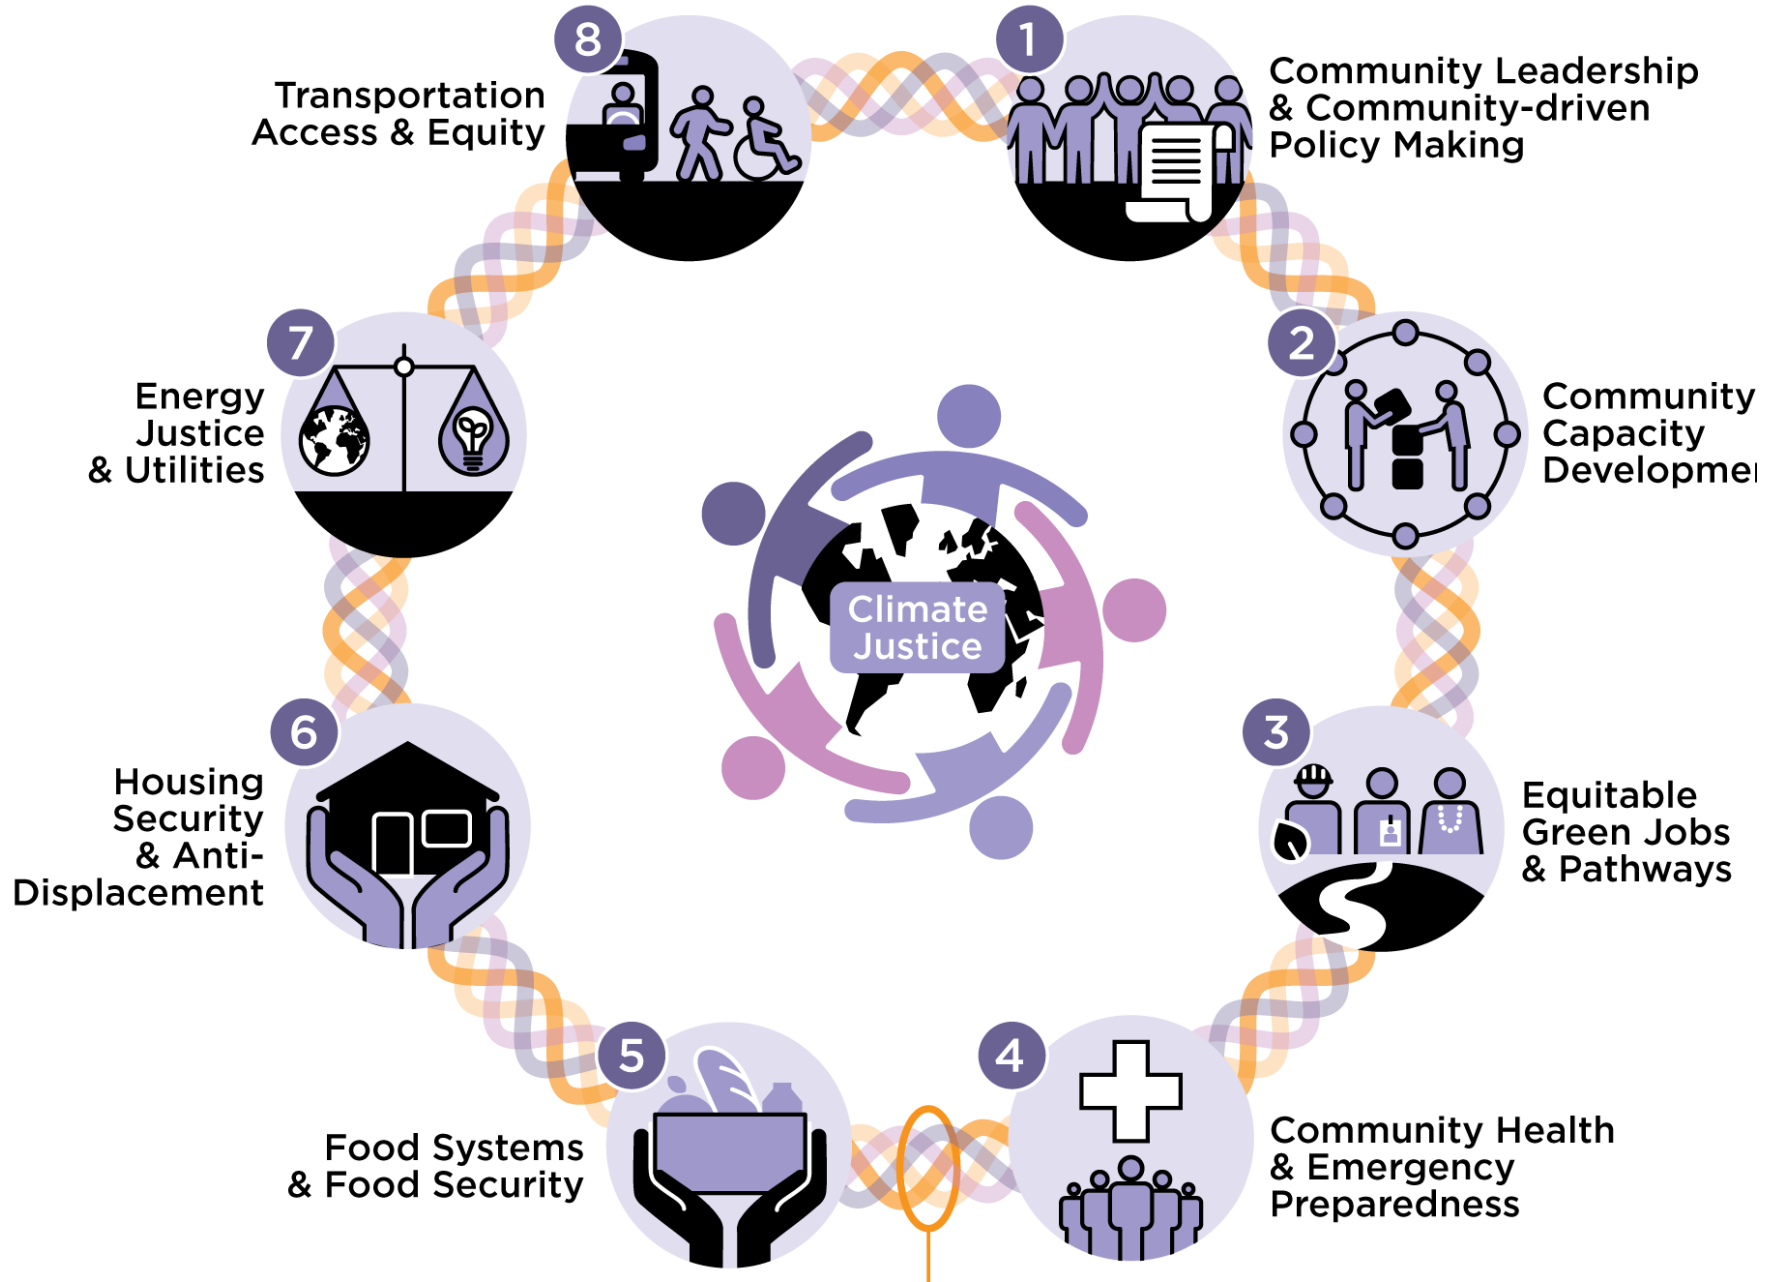 8
Transportation
Access & Equity
1
Community Leadership
& Community-driven
Policy Making
7
Energy
Justice
& Utilities
2
Community
Capacity
Developme
Climate
Justice
6
Housing
Security
& Anti-
Displacement
3
Equitable
Green Jobs
& Pathways
5
Food Systems
& Food Security
4
Community Health
& Emergency
Preparedness